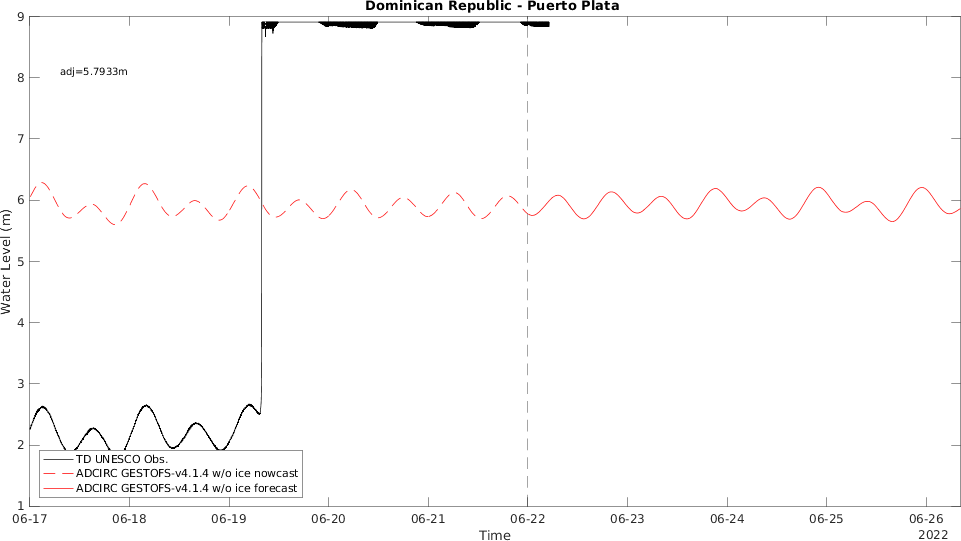 Dominican Republic - Puerto Plata
9
adj=5.7933m
8
7
6
5
4
3
2
1
Water Level (m)
TD UNESCO Obs.
ADCIRC GESTOFS-v4.1.4 w/o ice nowcast
ADCIRC GESTOFS-v4.1.4 w/o ice forecast
06-17 06-18 06-19 06-20 06-21 06-22 06-23 06-24 06-25 06-26
Time
2022